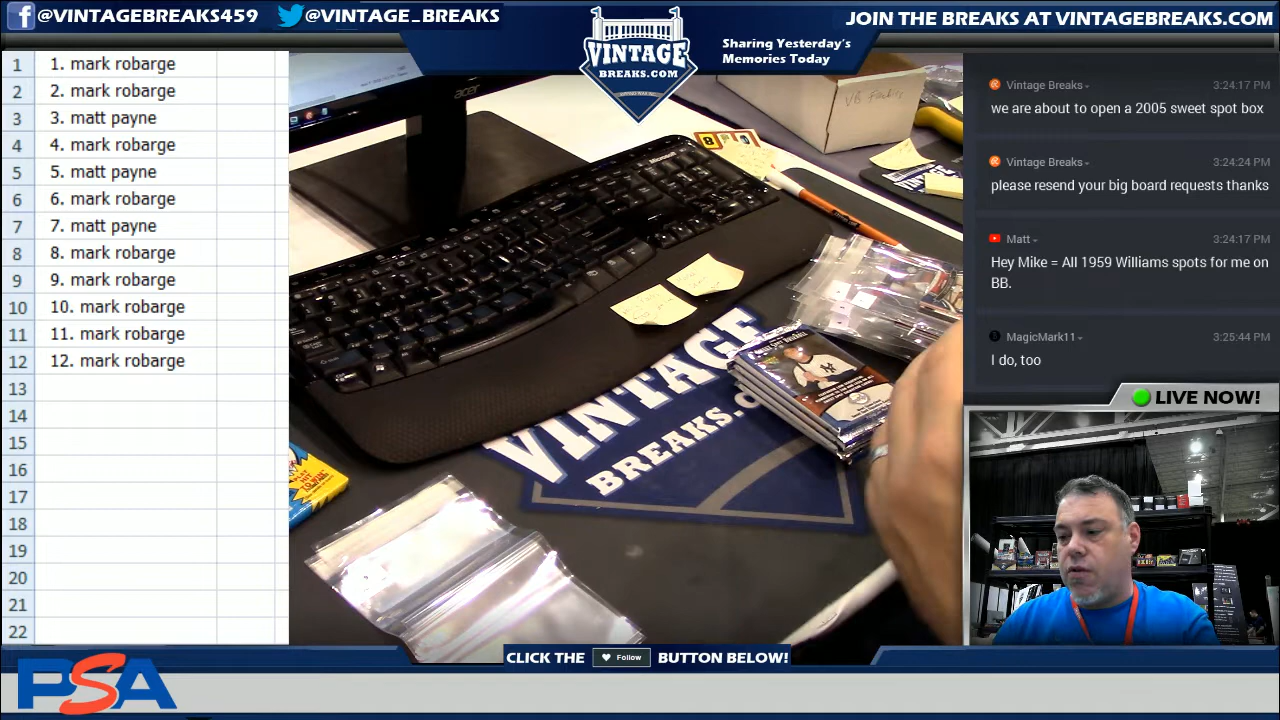 @VINTAGEBREAKS459 @VINTAGE_BREAKS
VINTAGE
BREAKS.COM
Sharing Yesterday's
Memories Today
JOIN THE BREAKS AT VINTAGEBREAKS.COM
1 1. mark robarge
2 2. mark robarge
3 3. matt payne
4 4. mark robarge
5 5. matt payne
6 6. mark robarge
7 7. matt payne
8 8. mark robarge
9 9. mark robarge
10 10. mark robarge
11 11. mark robarge
12 12. mark robarge
13
14
15
16
17
18
19
20
21
22
acer
Microsoft
VINTAGE
BREAKS.C
Vintage Breaks 3:24:17 PM
we are about to open a 2005 sweet spot box
Vintage Breaks 3:24:24 PM
please resend your big board requests thanks
Matt 3:24:17 PM
Hey Mike = All 1959 Williams spots for me on
BB.
MagicMark11 3:25:44 PM
I do, too
LIVE NOW!
CLICK THE Follow BUTTON BELOW!
PSA